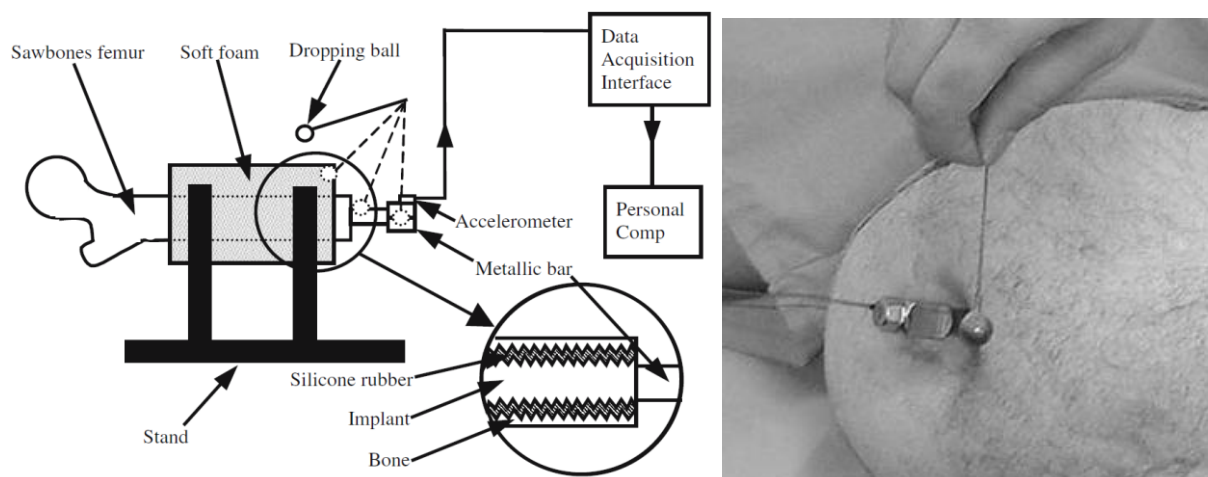 Sawbones femur
Soft foam
Dropping ball
Data
Acquisition
Interface
Accelerometer
Personal
Comp
Metallic bar
Silicone rubber
Implant
Stand
Bone